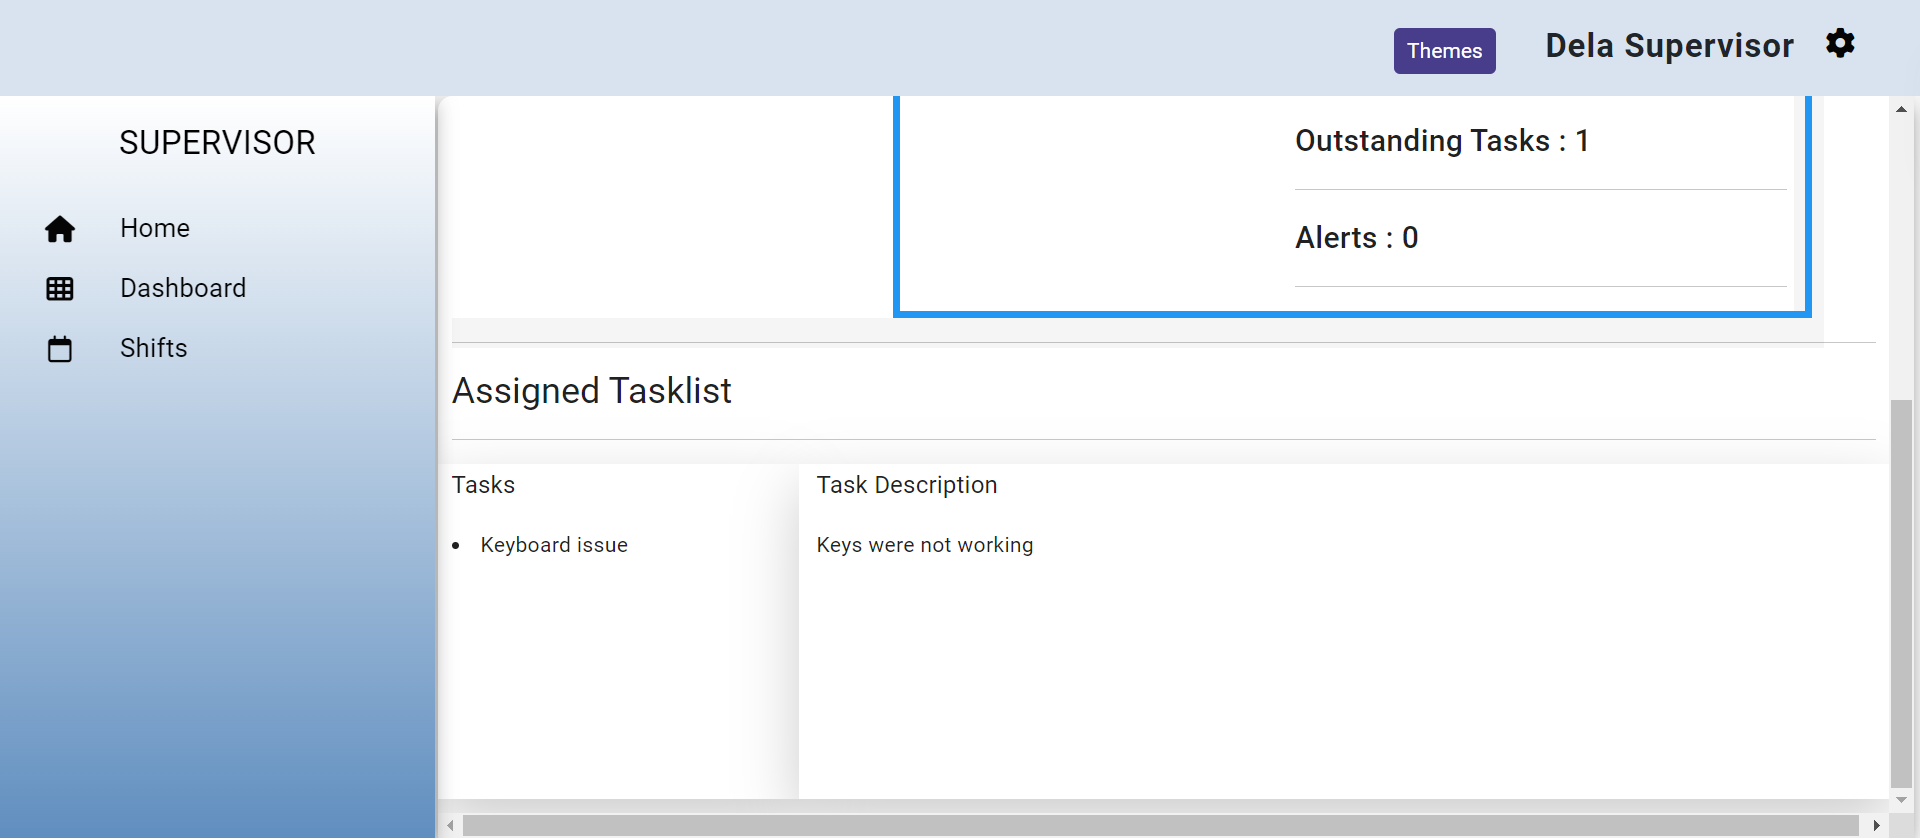 Themes
Dela Supervisor
SUPERVISOR
Home
Dashboard
Shifts
Outstanding Tasks : 1
Alerts : 0
Assigned Tasklist
Tasks
Task Description
• Keyboard issue
Keys were not working